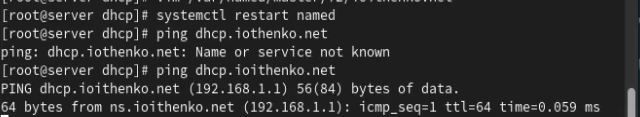 [root@server dhcp]# systemctl restart named
[root@server dhcp]# ping dhcp.iothenko.net
ping: dhcp.iothenko.net: Name or service not known
[root@server dhcp]# ping dhcp.ioithenko.net
PING dhcp.ioithenko.net (192.168.1.1) 56(84) bytes of data.
64 bytes from ns.ioithenko.net (192.168.1.1): icmp_seq=1 ttl=64 time=0.059 ms